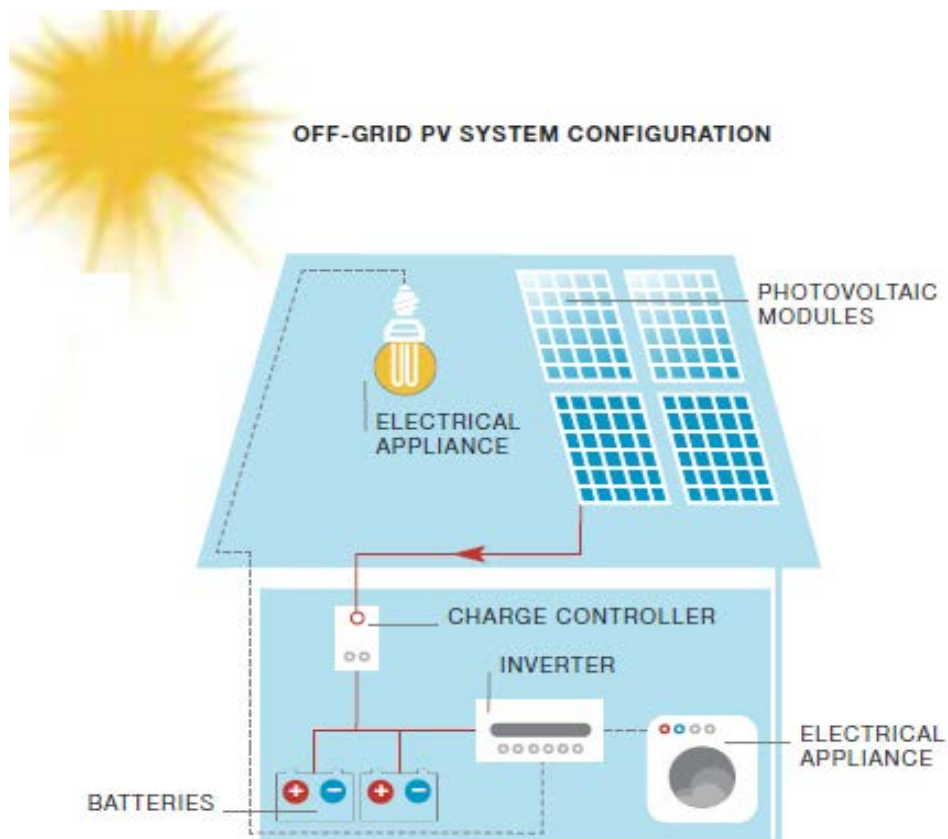 OFF-GRID PV SYSTEM CONFIGURATION
PHOTOVOLTAIC
MODULES
ELECTRICAL
APPLIANCE
CHARGE CONTROLLER
INVERTER
ELECTRICAL
APPLIANCE
BATTERIES